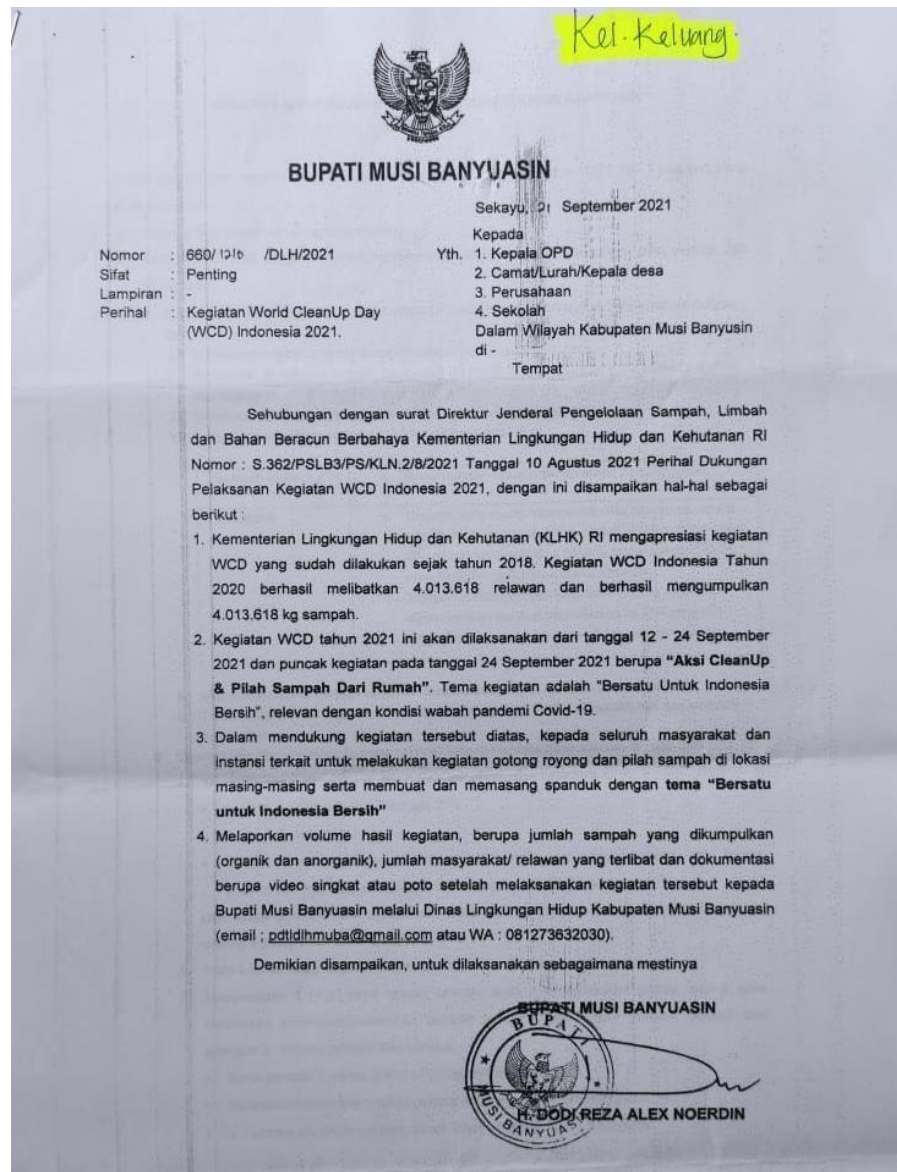 Kel. Keluang.
BUPATI MUSI BANYUASIN
Sekayu, 21 September 2021
Kepada
Nomor : 660/ /DLH/2021 Yth. 1. Kepala OPD
Sifat : Penting 2. Camat/Lurah/Kepala desa
Lampiran : - 3. Perusahaan
Perihal : Kegiatan World CleanUp Day 4. Sekolah
(WCD) Indonesia 2021. Dalam Wilayah Kabupaten Musi Banyusin
di -
Tempat
Sehubungan dengan surat Direktur Jenderal Pengelolaan Sampah, Limbah
dan Bahan Beracun Berbahaya Kementerian Lingkungan Hidup dan Kehutanan RI
Nomor : S.362/PSLB3/PS/KLN.2/8/2021 Tanggal 10 Agustus 2021 Perihal Dukungan
Pelaksanan Kegiatan WCD Indonesia 2021, dengan ini disampaikan hal-hal sebagai
berikut :
1. Kementerian Lingkungan Hidup dan Kehutanan (KLHK) RI mengapresiasi kegiatan
WCD yang sudah dilakukan sejak tahun 2018. Kegiatan WCD Indonesia Tahun
2020 berhasil melibatkan 4.013.618 relawan dan berhasil mengumpulkan
4.013.618 kg sampah.
2. Kegiatan WCD tahun 2021 ini akan dilaksanakan dari tanggal 12 - 24 September
2021 dan puncak kegiatan pada tanggal 24 September 2021 berupa “Aksi CleanUp
& Pilah Sampah Dari Rumah”. Tema kegiatan adalah “Bersatu Untuk Indonesia
Bersih”, relevan dengan kondisi wabah pandemi Covid-19.
3. Dalam mendukung kegiatan tersebut diatas, kepada seluruh masyarakat dan
instansi terkait untuk melakukan kegiatan gotong royong dan pilah sampah di lokasi
masing-masing serta membuat dan memasang spanduk dengan tema “Bersatu
untuk Indonesia Bersih”
4. Melaporkan volume hasil kegiatan, berupa jumlah sampah yang dikumpulkan
(organik dan anorganik), jumlah masyarakat/ relawan yang terlibat dan dokumentasi
berupa video singkat atau poto setelah melaksanakan kegiatan tersebut kepada
Bupati Musi Banyuasin melalui Dinas Lingkungan Hidup Kabupaten Musi Banyuasin
(email : pdtldlhmuba@gmail.com atau WA : 081273632030).
Demikian disampaikan, untuk dilaksanakan sebagaimana mestinya
BUPATI MUSI BANYUASIN
BUPATI
MUSI BANYUASIN
H. DODI REZA ALEX NOERDIN